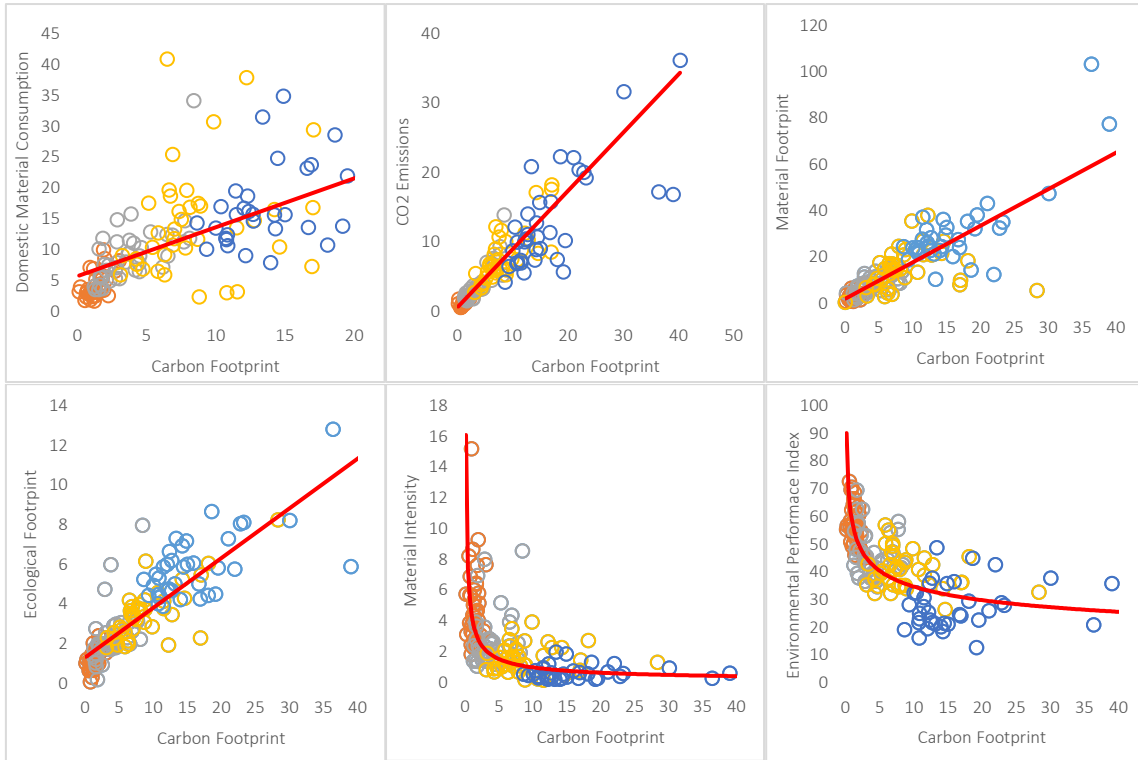 Domestic Material Consumption
45
40
35
30
25
20
15
10
5
0
0 5 10 15 20
Carbon Footprint
CO2 Emissions
40
30
20
10
0
0 10 20 30 40 50
Carbon Footprint
Material Footrpint
120
100
80
60
40
20
0
0 5 10 15 20 25 30 35 40
Carbon Footprint
Ecological Footrpint
14
12
10
8
6
4
2
0
0 5 10 15 20 25 30 35 40
Carbon Footprint
Material Intensity
18
16
14
12
10
8
6
4
2
0
0 5 10 15 20 25 30 35 40
Carbon Footprint
Environmental Performace Index
100
90
80
70
60
50
40
30
20
10
0
0 5 10 15 20 25 30 35 40
Carbon Footprint